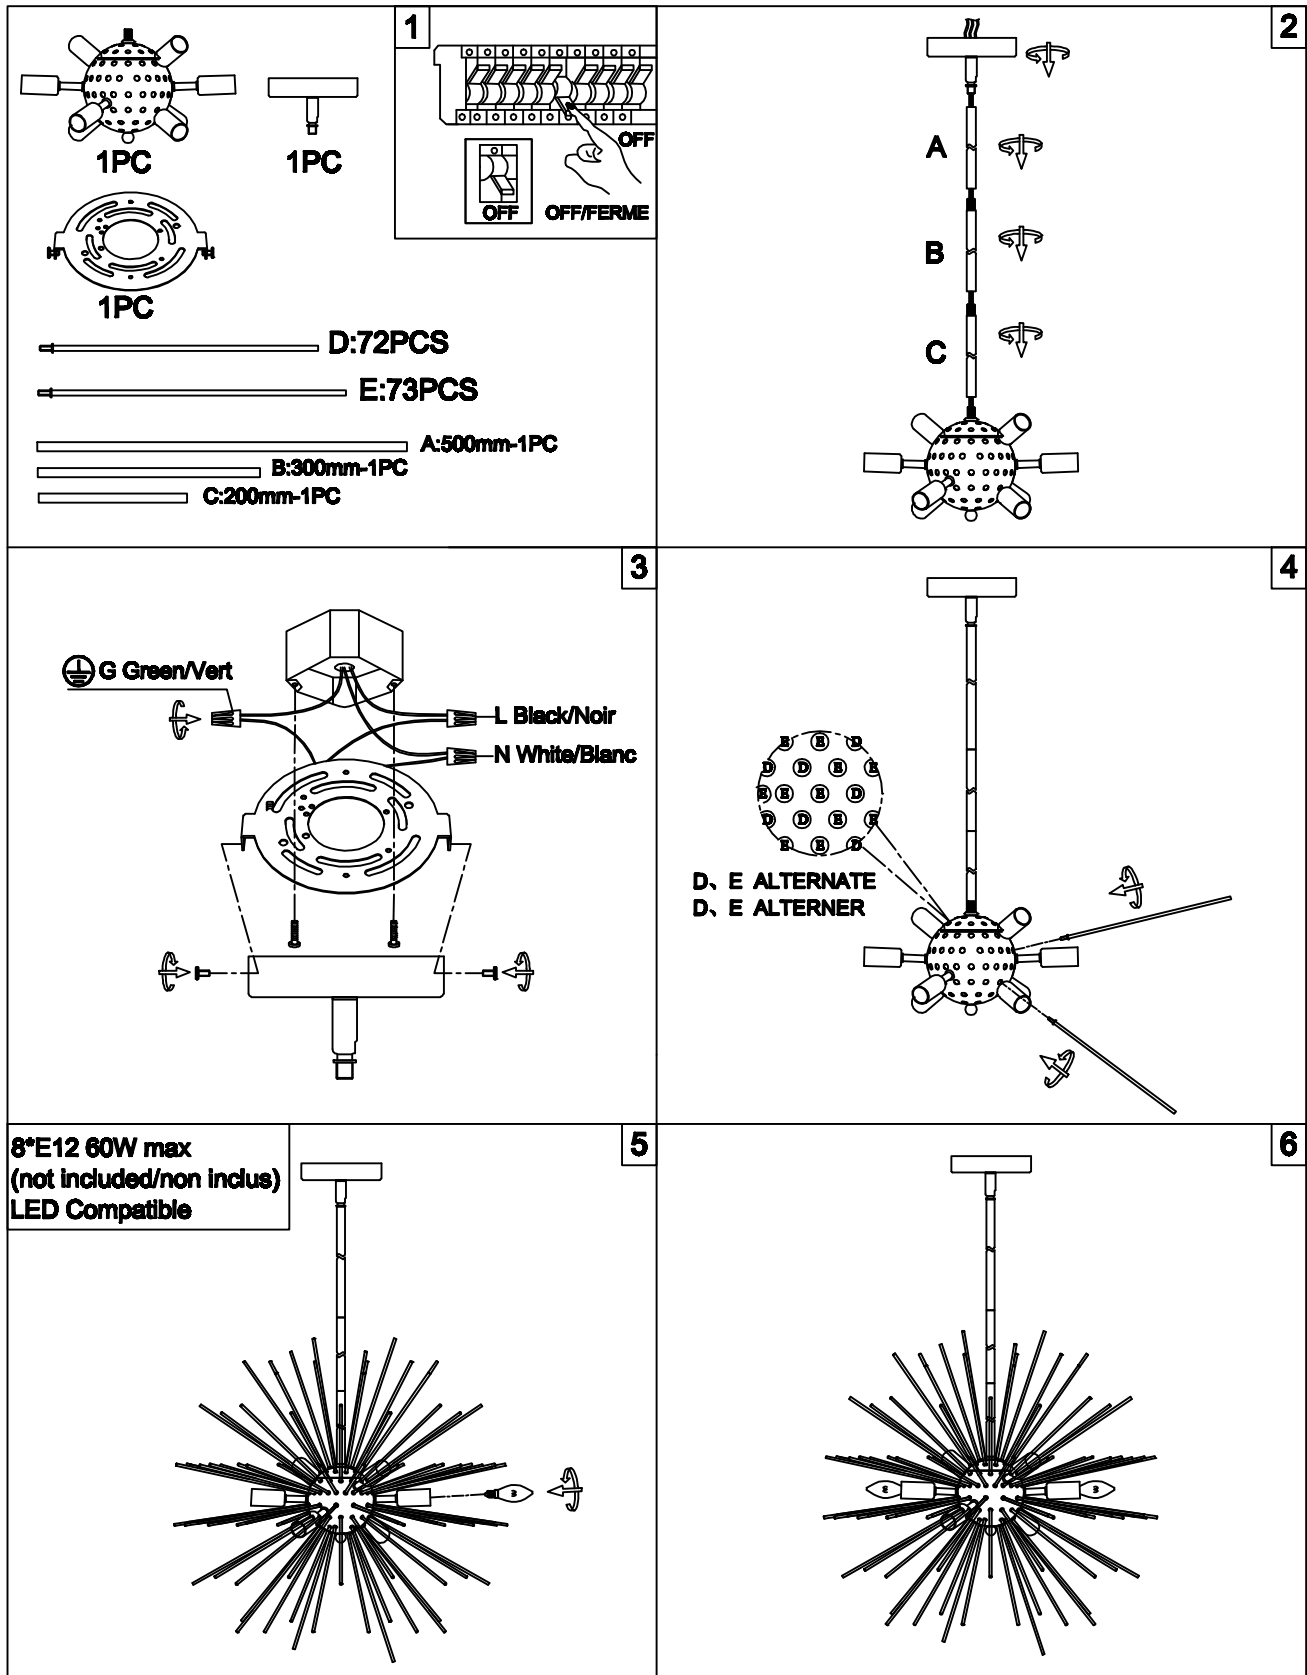 1PC
1PC
1PC
D:72PCS
E:73PCS
A:500mm-1PC
B:300mm-1PC
C:200mm-1PC
1
OFF
OFF
OFF/FERME
2
A
B
C
3
G Green/Vert
L Black/Noir
N White/Blanc
4
E E D
D D E E
E E E D
D D E E
E E D
D、E ALTERNATE
D、E ALTERNER
5
8*E12 60W max
(not included/non inclus)
LED Compatible
6